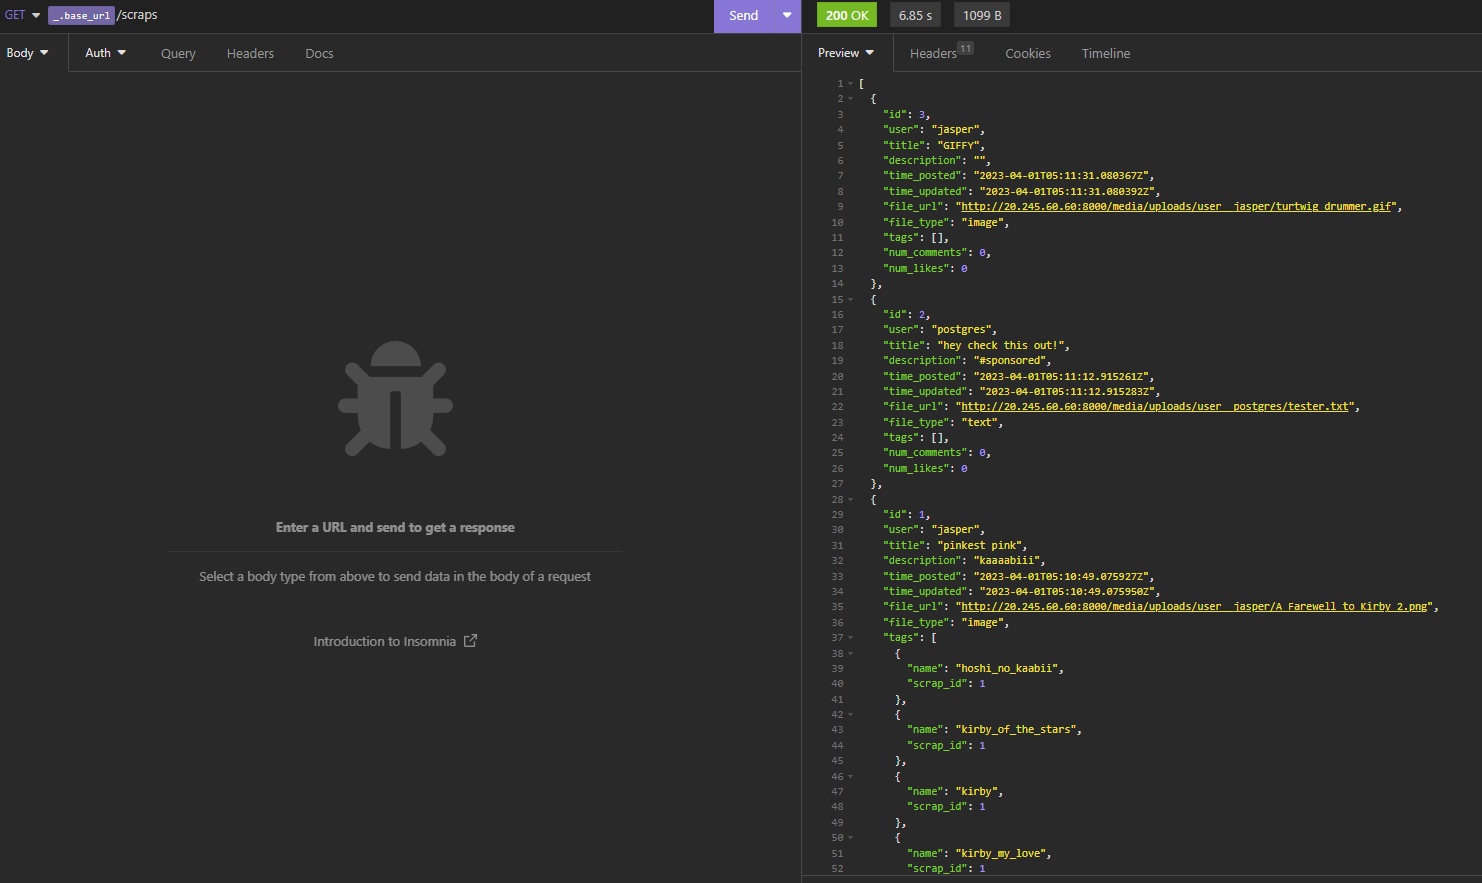 GET _.base_url /scraps Send 200 OK 6.85 s 1099 B
Body Auth Query Headers Docs
Preview Headers 11 Cookies Timeline
Enter a URL and send to get a response
Select a body type from above to send data in the body of a request
Introduction to Insomnia
1 [
2 {
3 "id": 3,
4 "user": "jasper",
5 "title": "GIFFY",
6 "description": "",
7 "time_posted": "2023-04-01T05:11:31.080367Z",
8 "time_updated": "2023-04-01T05:11:31.080392Z",
9 "file_url": "http://20.245.60.60:8000/media/uploads/user__jasper/turtwig_drummer.gif",
10 "file_type": "image",
11 "tags": [],
12 "num_comments": 0,
13 "num_likes": 0
14 },
15 {
16 "id": 2,
17 "user": "postgres",
18 "title": "hey check this out!",
19 "description": "#sponsored",
20 "time_posted": "2023-04-01T05:11:12.915261Z",
21 "time_updated": "2023-04-01T05:11:12.915283Z",
22 "file_url": "http://20.245.60.60:8000/media/uploads/user__postgres/tester.txt",
23 "file_type": "text",
24 "tags": [],
25 "num_comments": 0,
26 "num_likes": 0
27 },
28 {
29 "id": 1,
30 "user": "jasper",
31 "title": "pinkest pink",
32 "description": "kaaaabiii",
33 "time_posted": "2023-04-01T05:10:49.075927Z",
34 "time_updated": "2023-04-01T05:10:49.075950Z",
35 "file_url": "http://20.245.60.60:8000/media/uploads/user__jasper/A_Farewell_to_Kirby_2.png",
36 "file_type": "image",
37 "tags": [
38 {
39 "name": "hoshi_no_kaabii",
40 "scrap_id": 1
41 },
42 {
43 "name": "kirby_of_the_stars",
44 "scrap_id": 1
45 },
46 {
47 "name": "kirby",
48 "scrap_id": 1
49 },
50 {
51 "name": "kirby_my_love",
52 "scrap_id": 1